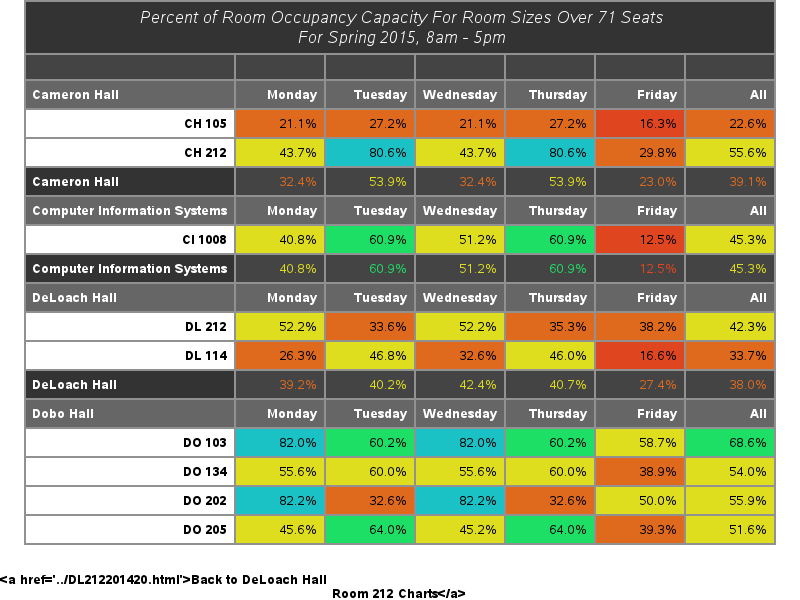 Percent of Room Occupancy Capacity For Room Sizes Over 71 Seats
For Spring 2015, 8am - 5pm
Cameron Hall Monday Tuesday Wednesday Thursday Friday All
CH 105 21.1% 27.2% 21.1% 27.2% 16.3% 22.6%
CH 212 43.7% 80.6% 43.7% 80.6% 29.8% 55.6%
Cameron Hall 32.4% 53.9% 32.4% 53.9% 23.0% 39.1%
Computer Information Systems Monday Tuesday Wednesday Thursday Friday All
CI 1008 40.8% 60.9% 51.2% 60.9% 12.5% 45.3%
Computer Information Systems 40.8% 60.9% 51.2% 60.9% 12.5% 45.3%
DeLoach Hall Monday Tuesday Wednesday Thursday Friday All
DL 212 52.2% 33.6% 52.2% 35.3% 38.2% 42.3%
DL 114 26.3% 46.8% 32.6% 46.0% 16.6% 33.7%
DeLoach Hall 39.2% 40.2% 42.4% 40.7% 27.4% 38.0%
Dobo Hall Monday Tuesday Wednesday Thursday Friday All
DO 103 82.0% 60.2% 82.0% 60.2% 58.7% 68.6%
DO 134 55.6% 60.0% 55.6% 60.0% 38.9% 54.0%
DO 202 82.2% 32.6% 82.2% 32.6% 50.0% 55.9%
DO 205 45.6% 64.0% 45.2% 64.0% 39.3% 51.6%
<a href='../DL212201420.html'>Back to DeLoach Hall
Room 212 Charts</a>